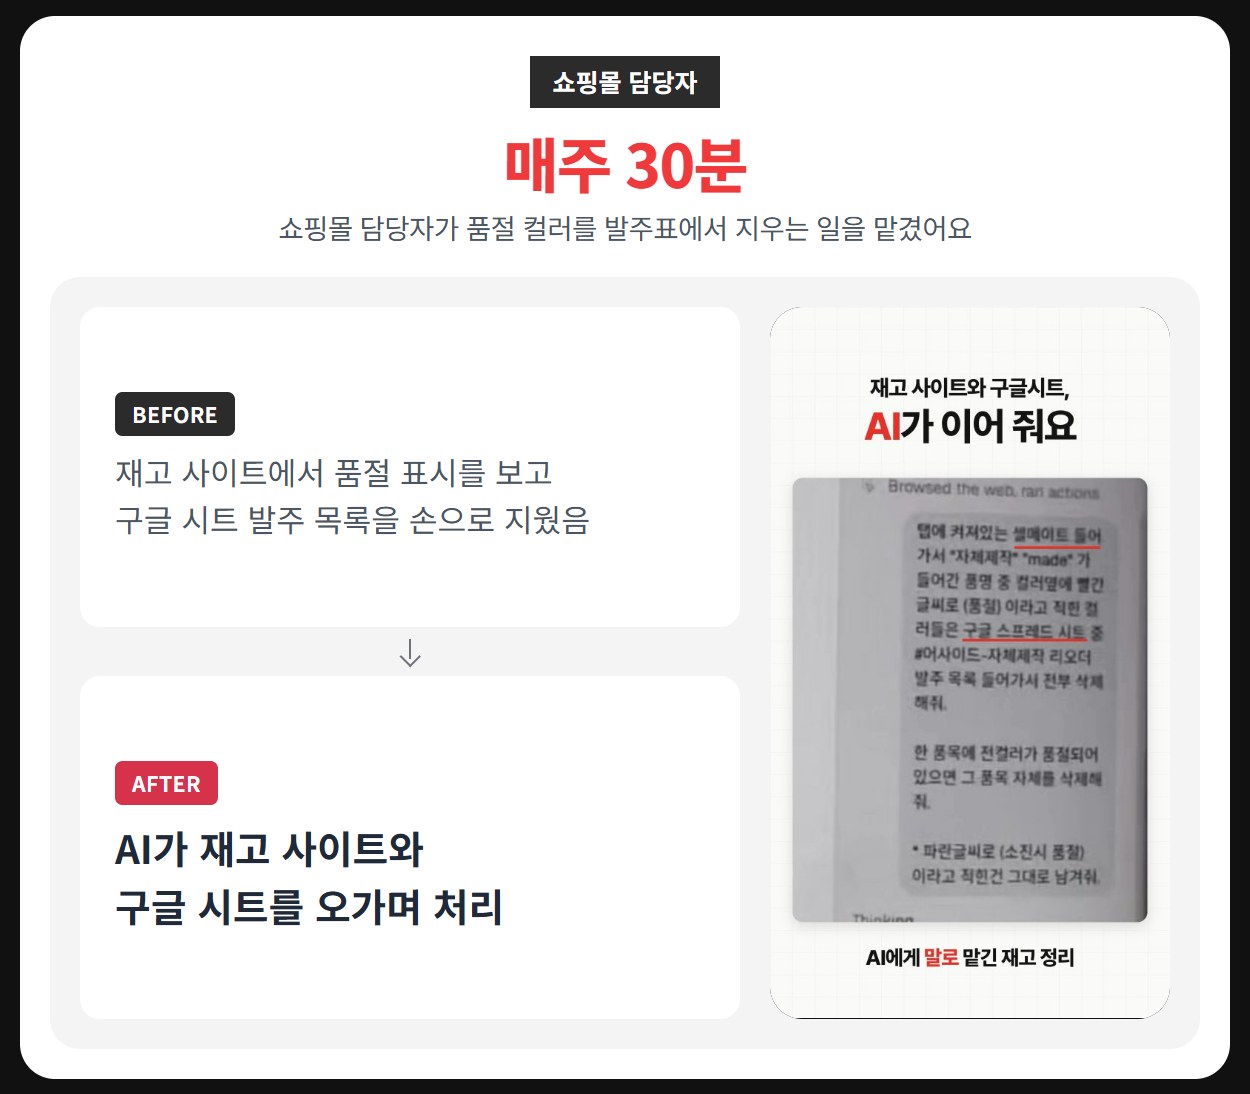 쇼핑몰 담당자
매주 30분
쇼핑몰 담당자가 품절 컬러를 발주표에서 지우는 일을 맡겼어요
BEFORE
재고 사이트에서 품절 표시를 보고
구글 시트 발주 목록을 손으로 지웠음
AFTER
AI가 재고 사이트와
구글 시트를 오가며 처리
재고 사이트와 구글시트,
AI가 이어 줘요
Browsed the web, ran actions
탭에 켜져있는 셀메이트 들어
가서 "자체제작" "made" 가
들어간 품명 중 컬러옆에 빨간
글씨로 (품절) 이라고 적힌 컬
러들은 구글 스프레드 시트 중
#어사이드-자체제작 리오더
발주 목록 들어가서 전부 삭제
해줘.
한 품목에 전컬러가 품절되어
있으면 그 품목 자체를 삭제해
줘.
* 파란글씨로 (소진시 품절)
이라고 적힌건 그대로 남겨줘.
Thinking
AI에게 말로 맡긴 재고 정리